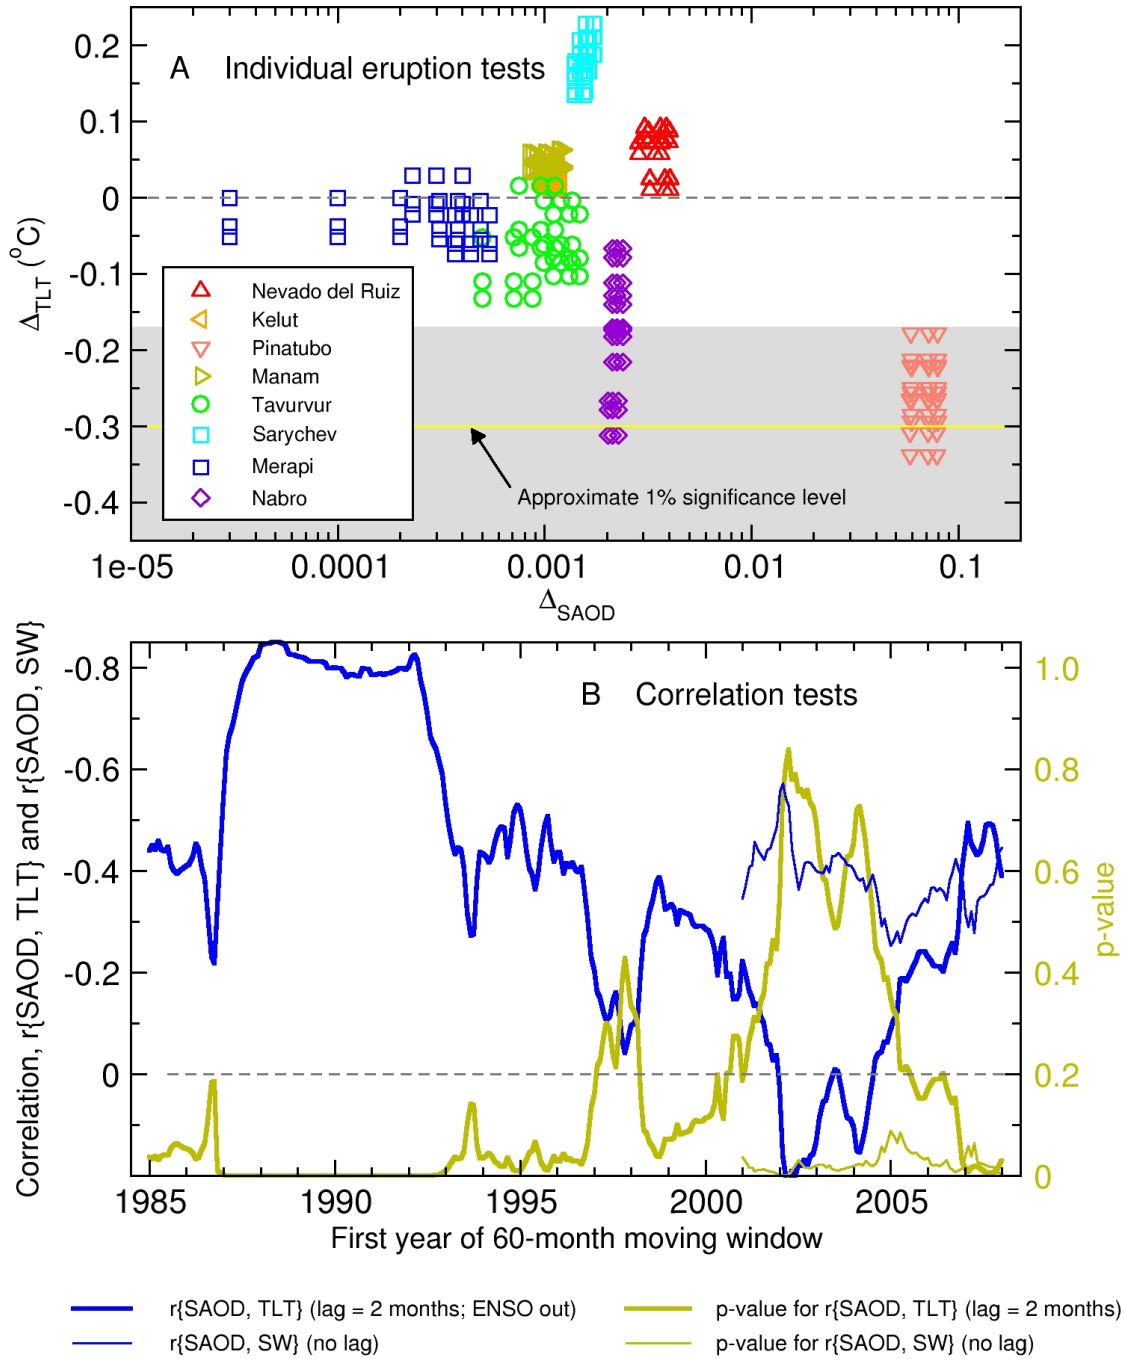 A Individual eruption tests
0.2
0.1
0
-0.1
-0.2
-0.3
-0.4
Δ_TLT (°C)
Nevado del Ruiz
Kelut
Pinatubo
Manam
Tavurvur
Sarychev
Merapi
Nabro
Approximate 1% significance level
1e-05 0.0001 0.001 0.01 0.1
Δ_SAOD
B Correlation tests
Correlation, r{SAOD, TLT} and r{SAOD, SW}
-0.8
-0.6
-0.4
-0.2
0
1.0
0.8
0.6
0.4
0.2
0
p-value
1985 1990 1995 2000 2005
First year of 60-month moving window
r{SAOD, TLT} (lag = 2 months; ENSO out)
r{SAOD, SW} (no lag)
p-value for r{SAOD, TLT} (lag = 2 months)
p-value for r{SAOD, SW} (no lag)